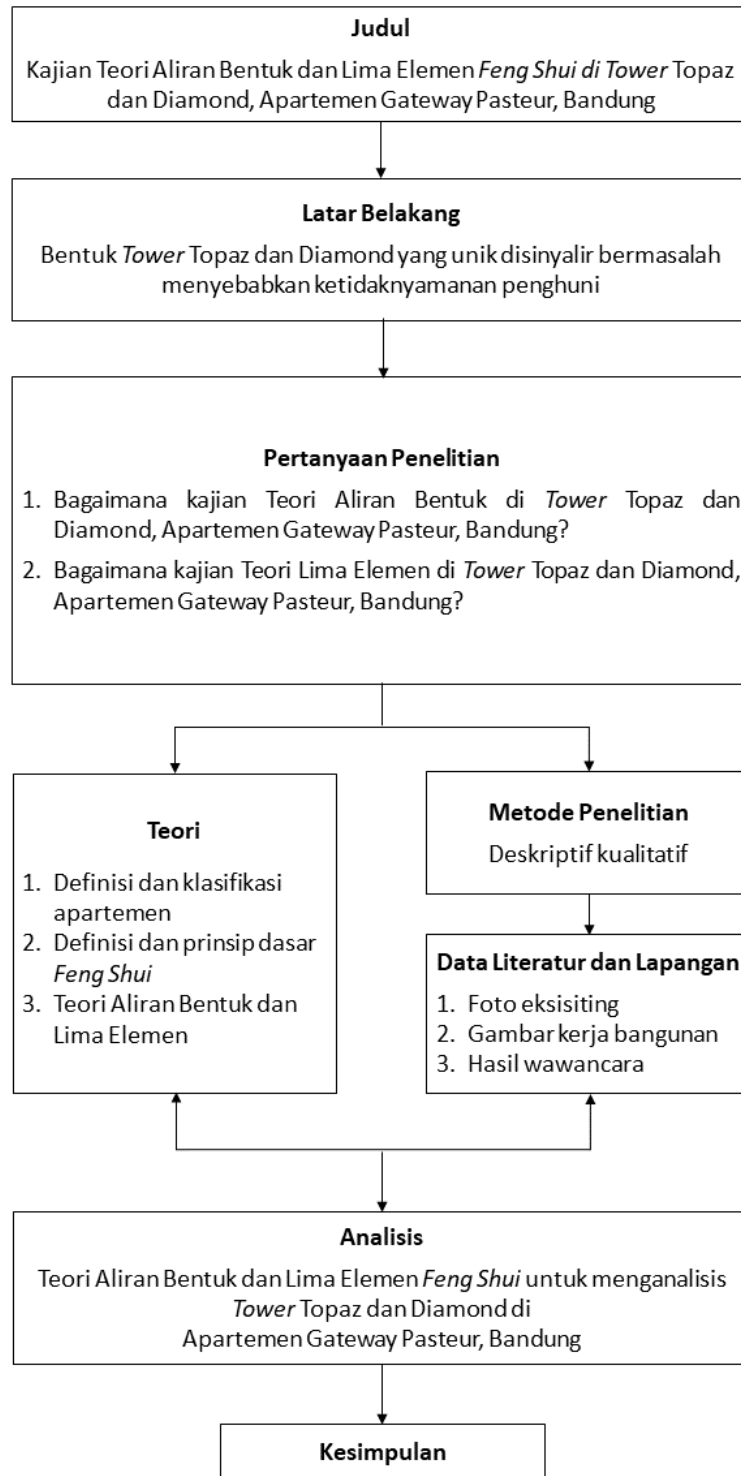 Judul
Kajian Teori Aliran Bentuk dan Lima Elemen Feng Shui di Tower Topaz
dan Diamond, Apartemen Gateway Pasteur, Bandung
Latar Belakang
Bentuk Tower Topaz dan Diamond yang unik disinyalir bermasalah
menyebabkan ketidaknyamanan penghuni
Pertanyaan Penelitian
1. Bagaimana kajian Teori Aliran Bentuk di Tower Topaz dan
Diamond, Apartemen Gateway Pasteur, Bandung?
2. Bagaimana kajian Teori Lima Elemen di Tower Topaz dan Diamond,
Apartemen Gateway Pasteur, Bandung?
Teori
1. Definisi dan klasifikasi
apartemen
2. Definisi dan prinsip dasar
Feng Shui
3. Teori Aliran Bentuk dan
Lima Elemen
Metode Penelitian
Deskriptif kualitatif
Data Literatur dan Lapangan
1. Foto eksisiting
2. Gambar kerja bangunan
3. Hasil wawancara
Analisis
Teori Aliran Bentuk dan Lima Elemen Feng Shui untuk menganalisis
Tower Topaz dan Diamond di
Apartemen Gateway Pasteur, Bandung
Kesimpulan